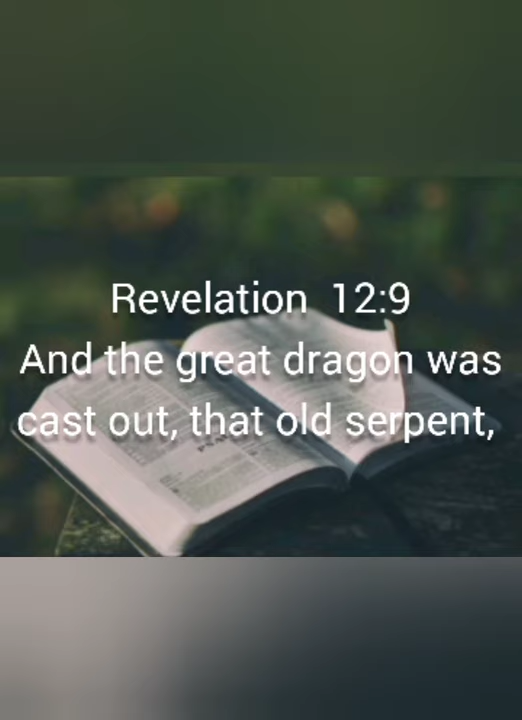 Revelation 12:9
And the great dragon was
cast out, that old serpent,